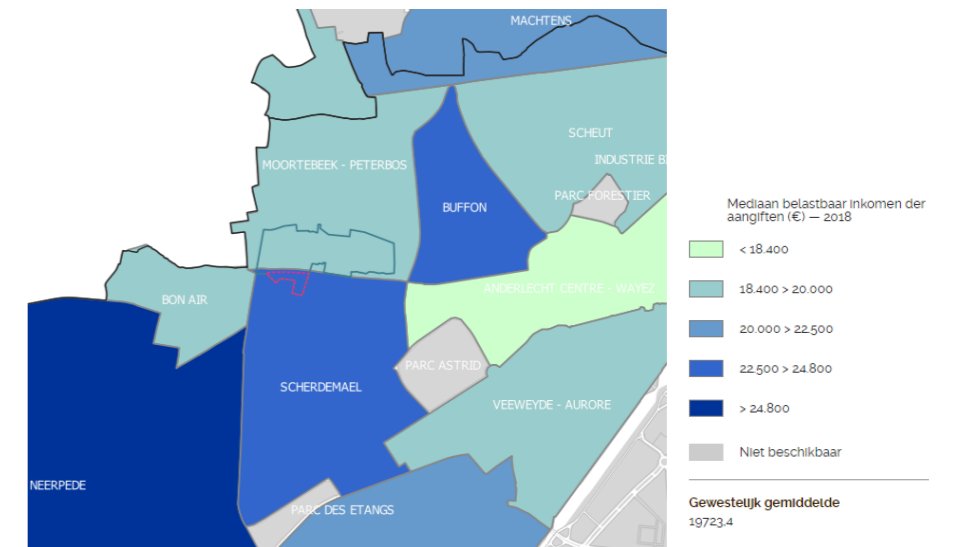 MACHTENS
SCHEUT
INDUSTRIE
MOORTEBEEK - PETERBOS
PARC FORESTIER
BUFFON
ANDERLECHT CENTRE - WAYEZ
BON AIR
PARC ASTRID
SCHERDEMAEL
VEEWEYDE - AURORE
NEERPEDE
PARC DES ETANGS
Mediaan belastbaar inkomen der
aangiften (€) — 2018
< 18.400
18.400 > 20.000
20.000 > 22.500
22.500 > 24.800
> 24.800
Niet beschikbaar
Gewestelijk gemiddelde
19723,4